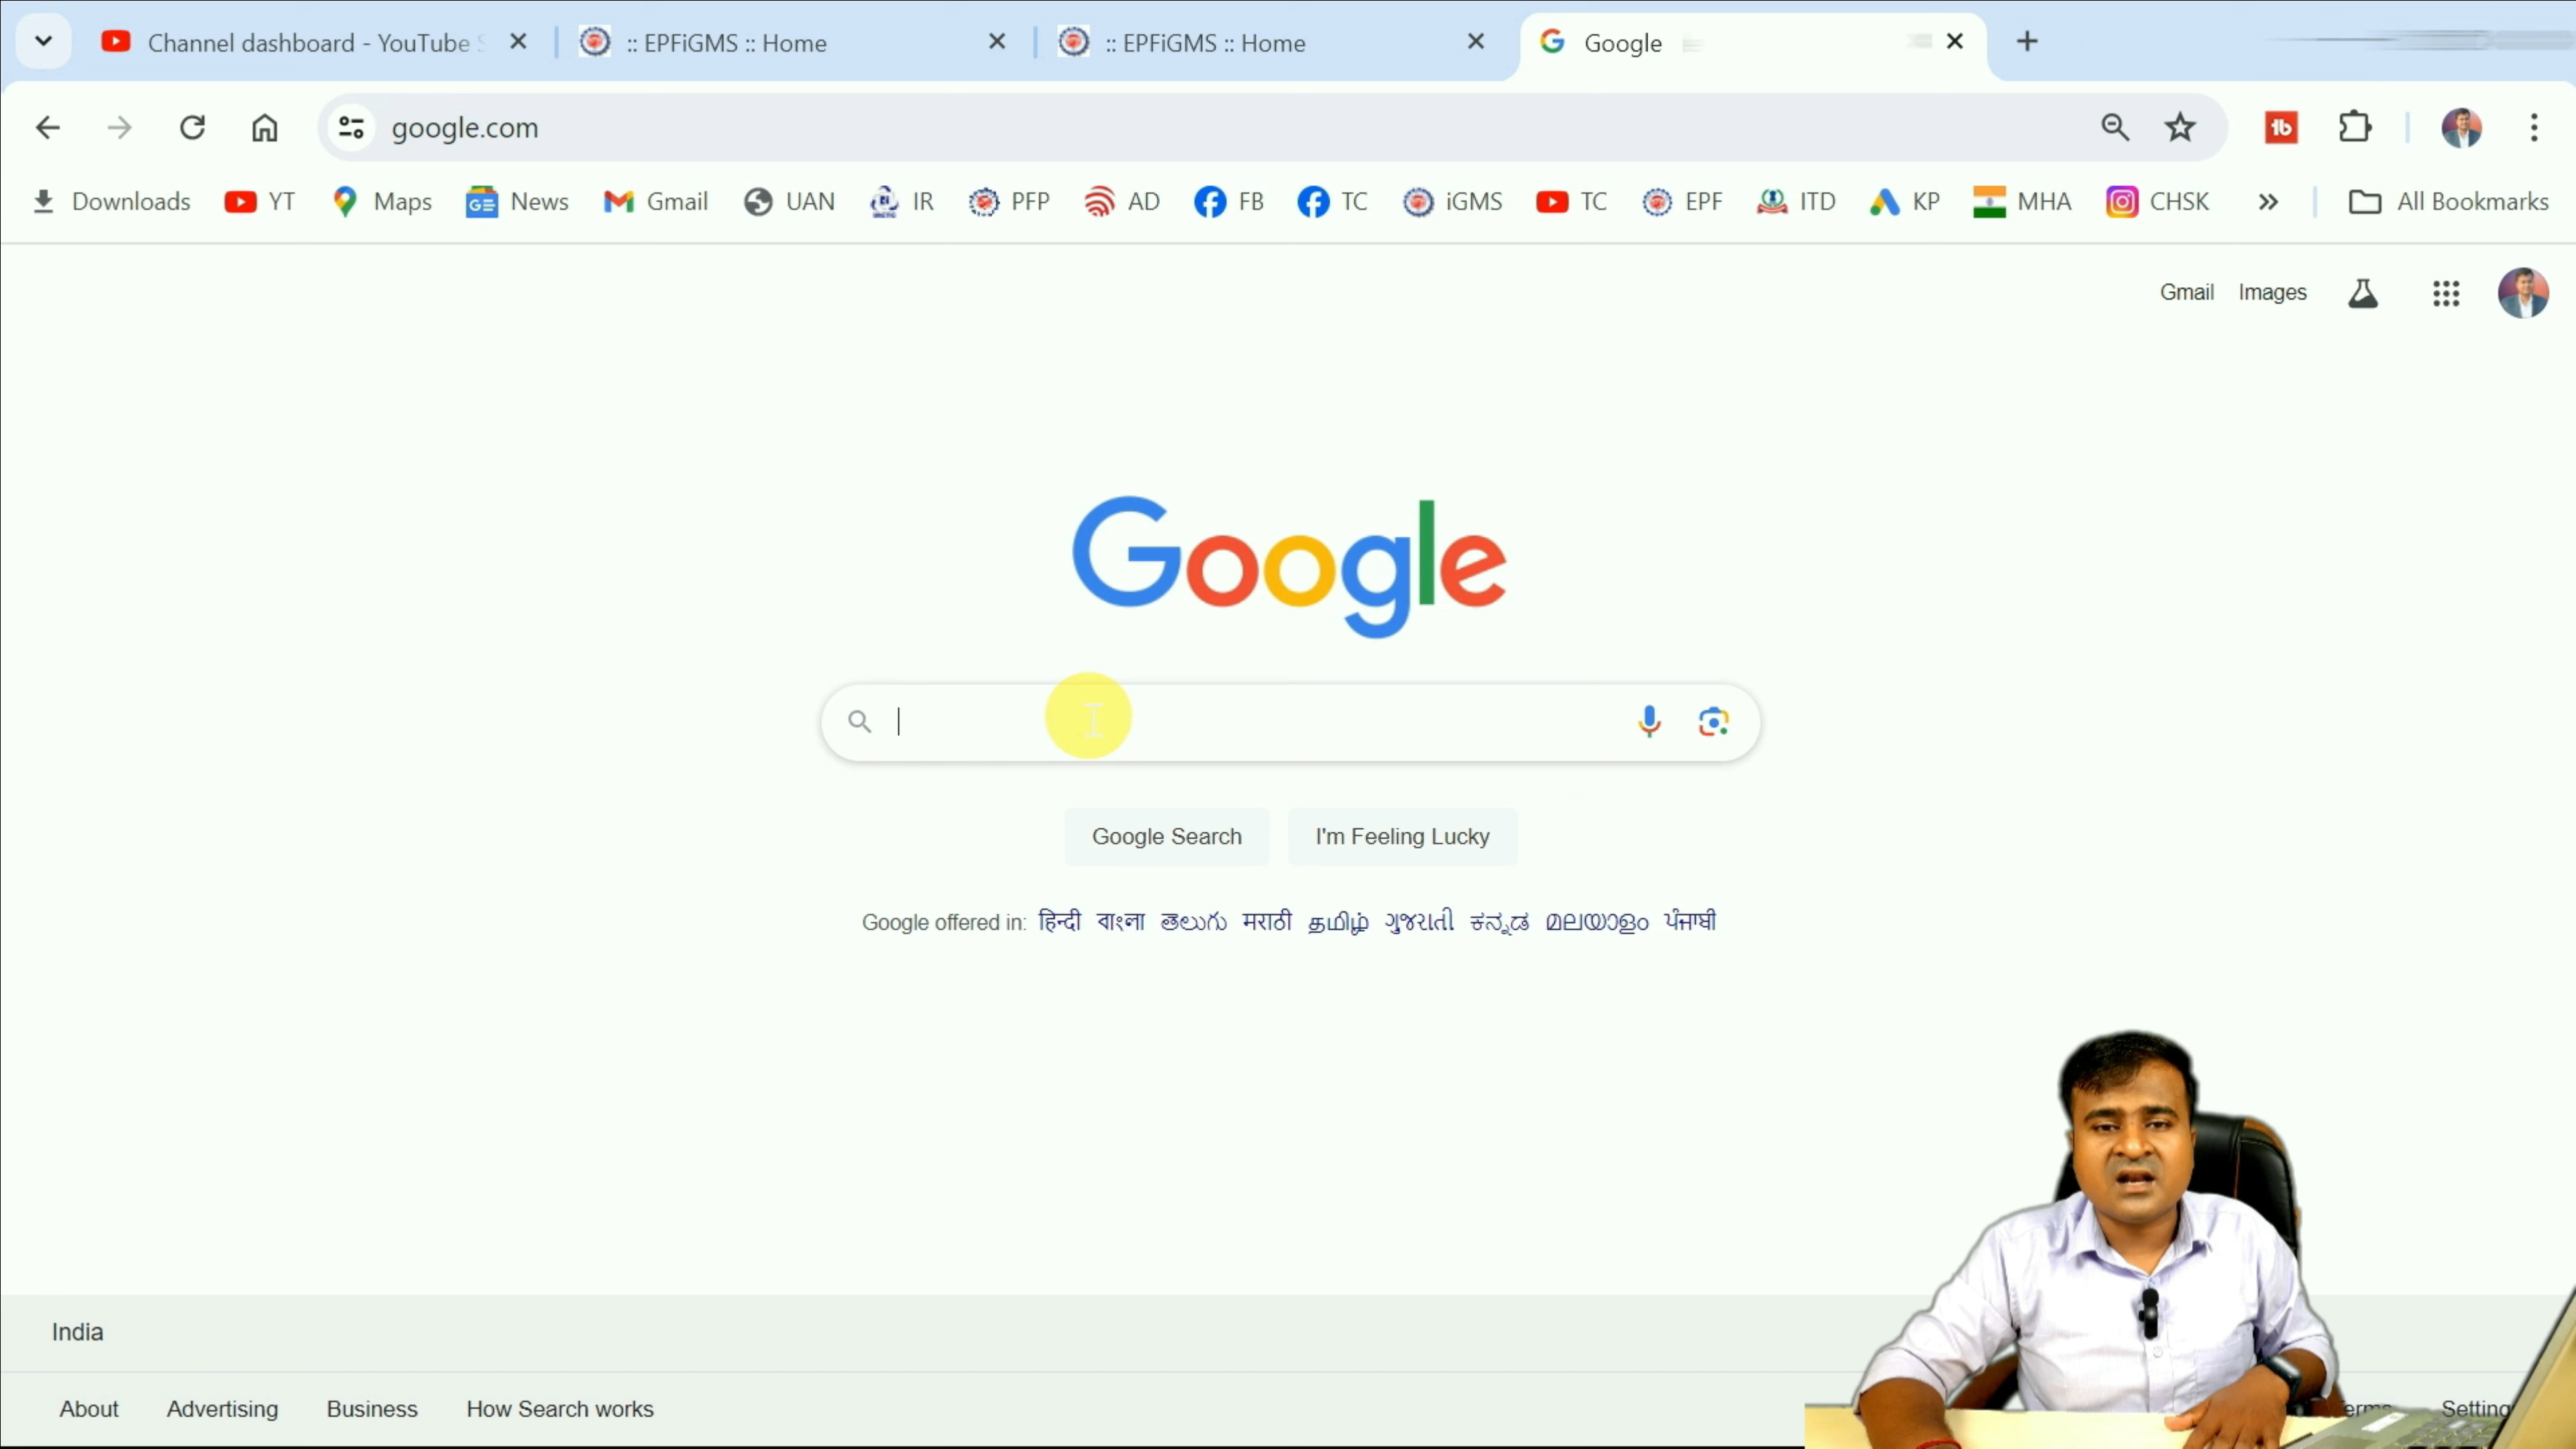 Channel dashboard - YouTube S
:: EPFiGMS :: Home
:: EPFiGMS :: Home
Google
google.com
Downloads YT Maps News Gmail UAN IR PFP AD FB TC iGMS TC EPF ITD KP MHA CHSK All Bookmarks
Gmail Images
Google
Google Search I'm Feeling Lucky
Google offered in: हिन्दी বাংলা తెలుగు मराठी தமிழ் ગુજરાતી ಕನ್ನಡ മലയാളം ਪੰਜਾਬੀ
India
About Advertising Business How Search works Terms Setting